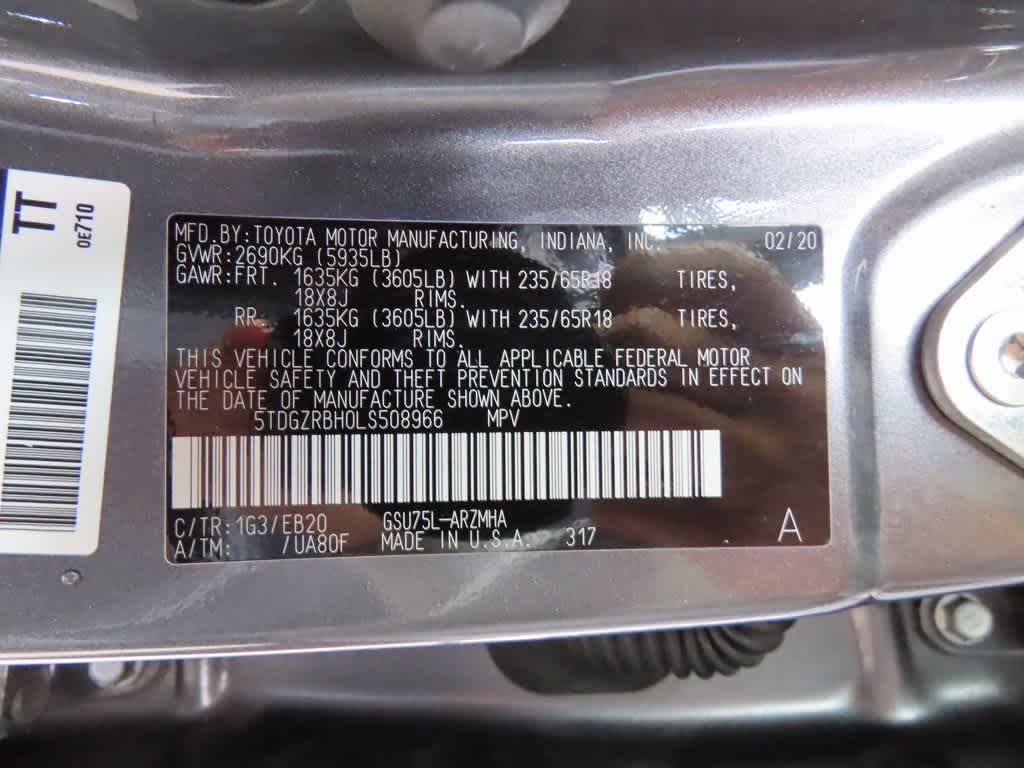 TT
0E710
MFD.BY:TOYOTA MOTOR MANUFACTURING, INDIANA, INC. 02/20
GVWR:2690KG (5935LB)
GAWR:FRT. 1635KG (3605LB) WITH 235/65R18 TIRES,
18X8J RIMS.
RR. 1635KG (3605LB) WITH 235/65R18 TIRES,
18X8J RIMS.
THIS VEHICLE CONFORMS TO ALL APPLICABLE FEDERAL MOTOR
VEHICLE SAFETY AND THEFT PREVENTION STANDARDS IN EFFECT ON
THE DATE OF MANUFACTURE SHOWN ABOVE.
5TDGZRBH0LS508966 MPV
C/TR:1G3/EB20 GSU75L-ARZMHA
A/TM: /UA80F MADE IN U.S.A. 317 A